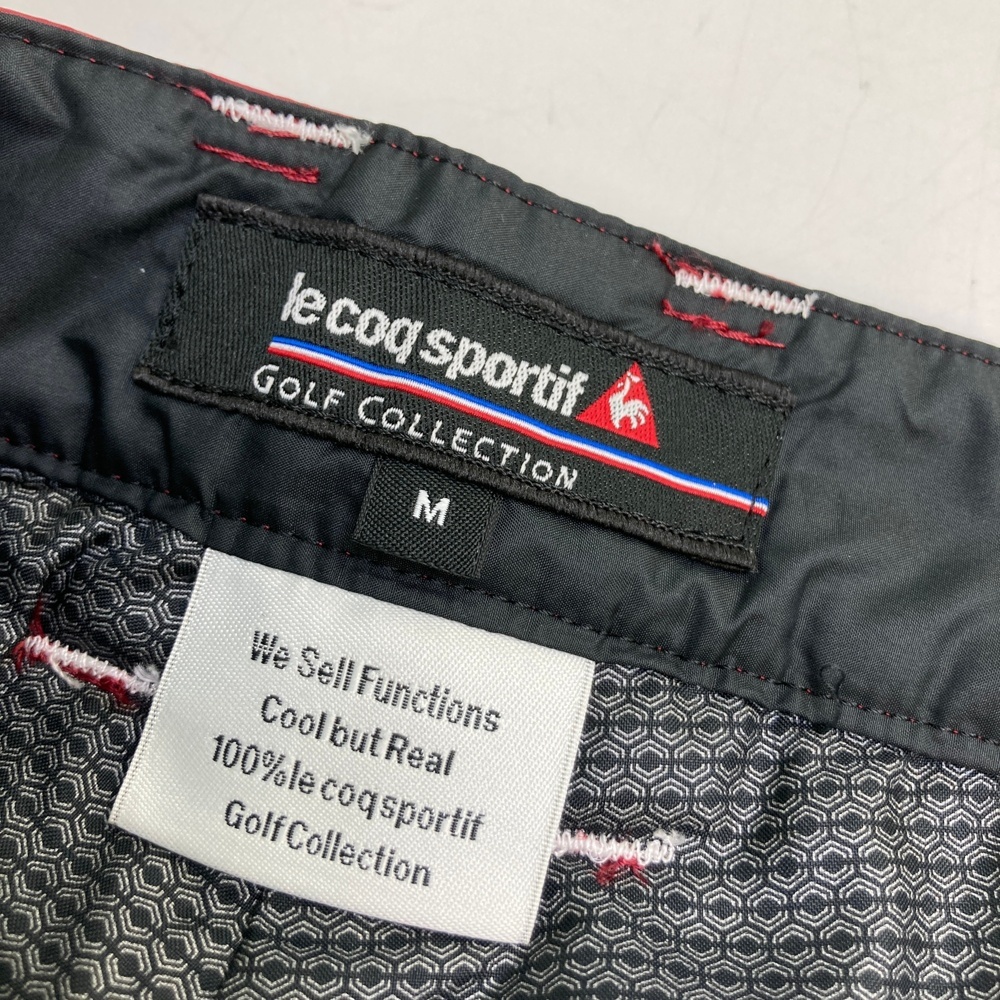 le coq sportif
GOLF COLLECTION
M
We Sell Functions
Cool but Real
100% le coq sportif
Golf Collection